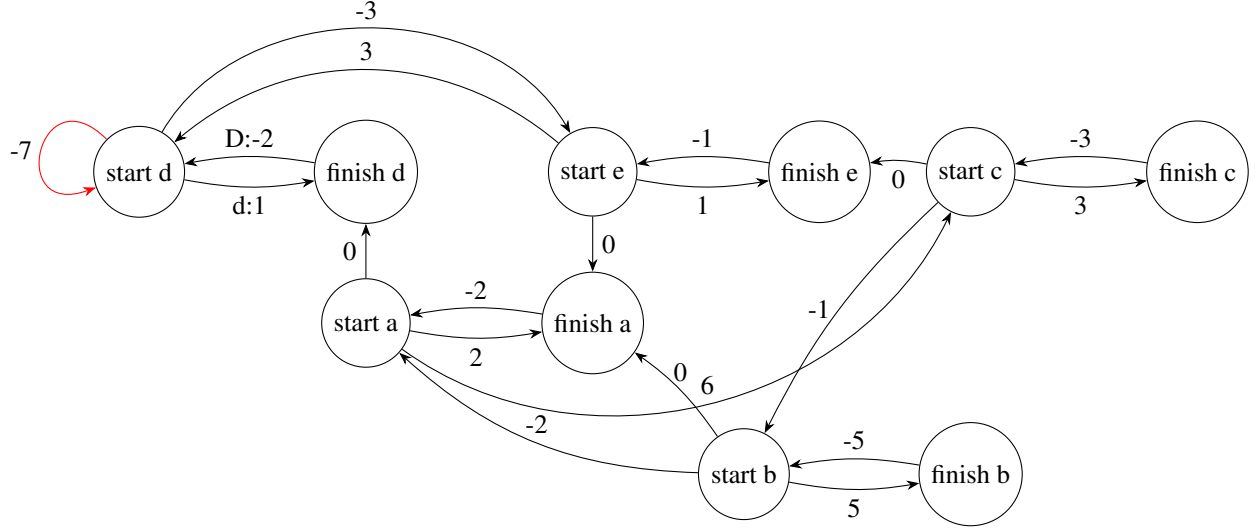 -3
3
-7
start d
D:-2
d:1
finish d
start e
-1
1
finish e
0
start c
-3
3
finish c
0
0
start a
-2
2
finish a
-1
0
6
-2
start b
-5
5
finish b